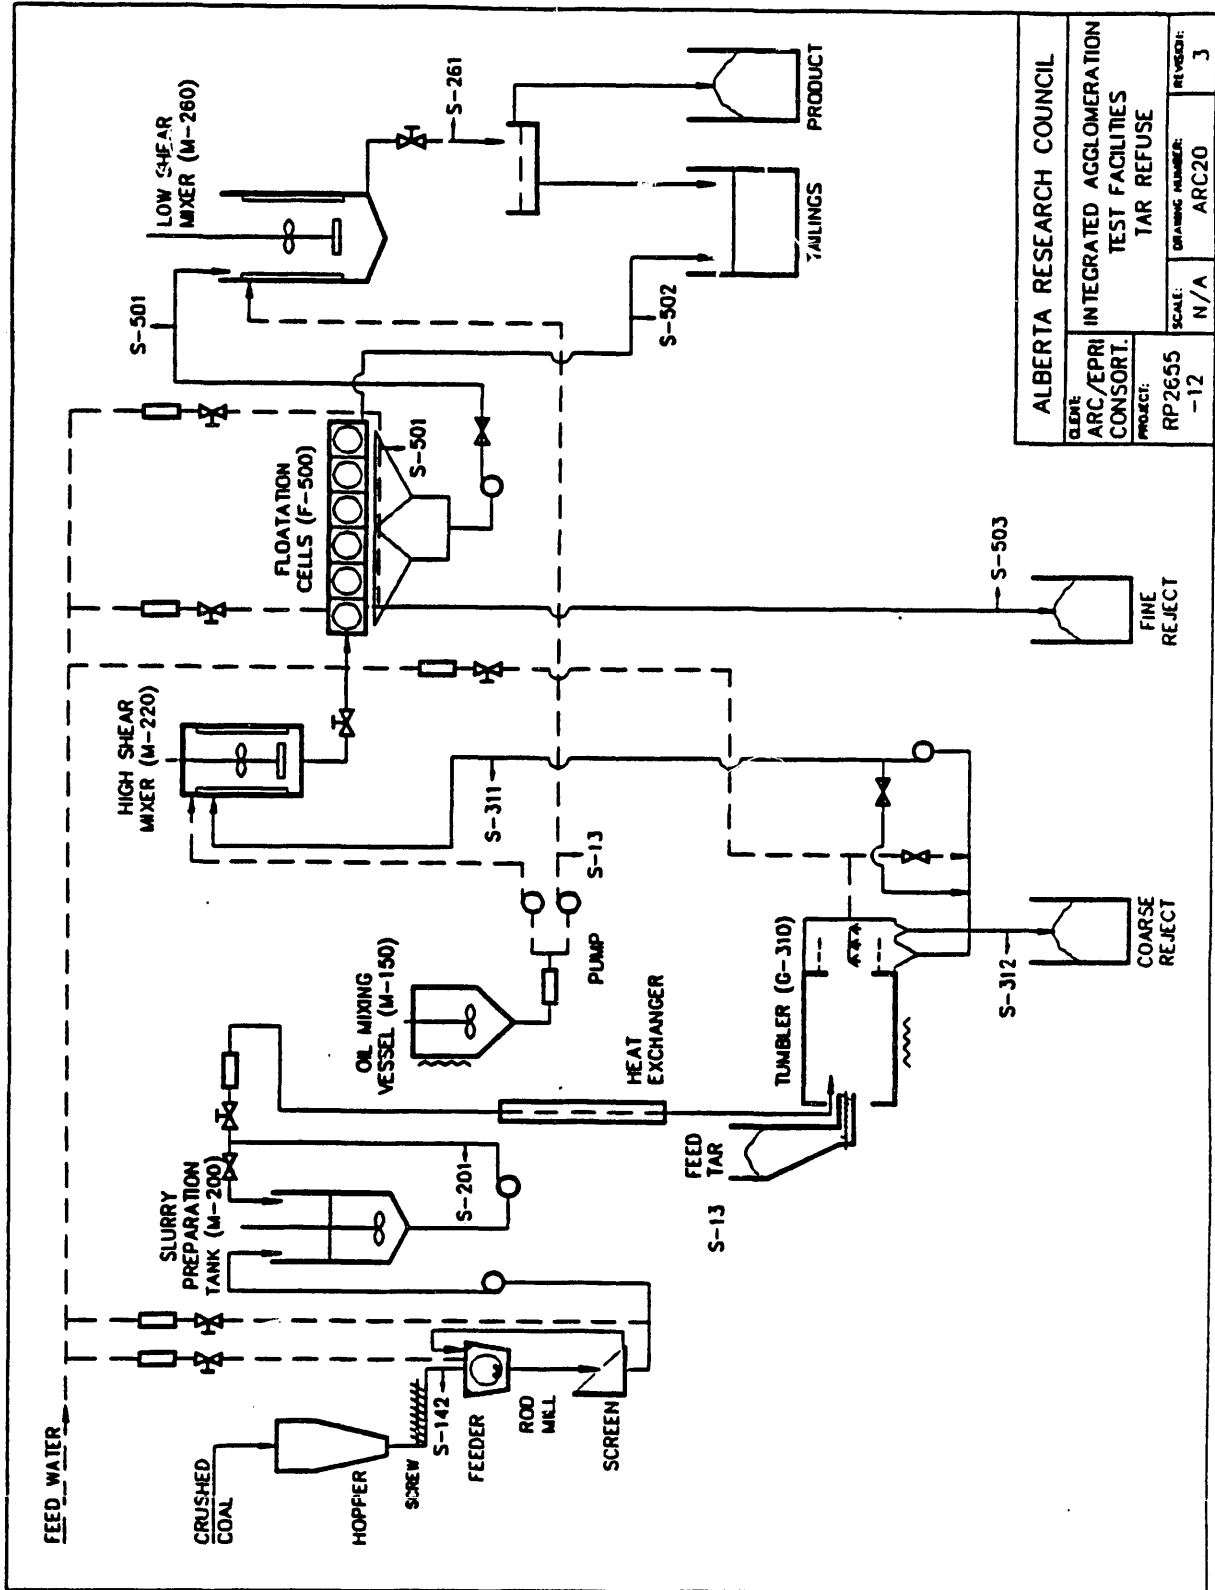 FEED WATER
CRUSHED
COAL
HOPPER
SCREW
S-142
FEEDER
ROD
MILL
SCREEN
SLURRY
PREPARATION
TANK (M-200)
S-201
OIL MIXING
VESSEL (M-150)
PUMP
HEAT
EXCHANGER
FEED
TAR
S-13
TUMBLER (G-310)
S-312
COARSE
REJECT
HIGH SHEAR
MIXER (M-220)
S-311
S-13
FLOATATION
CELLS (F-500)
S-501
S-503
FINE
REJECT
S-501
LOW SHEAR
MIXER (M-260)
S-261
S-502
TAILINGS
PRODUCT
ALBERTA RESEARCH COUNCIL
CLIENT:
ARC/EPRI
CONSORT.
INTEGRATED AGGLOMERATION
TEST FACILITIES
TAR REFUSE
PROJECT:
RP2655
-12
SCALE:
N/A
DRAWING NUMBER:
ARC20
REVISION:
3